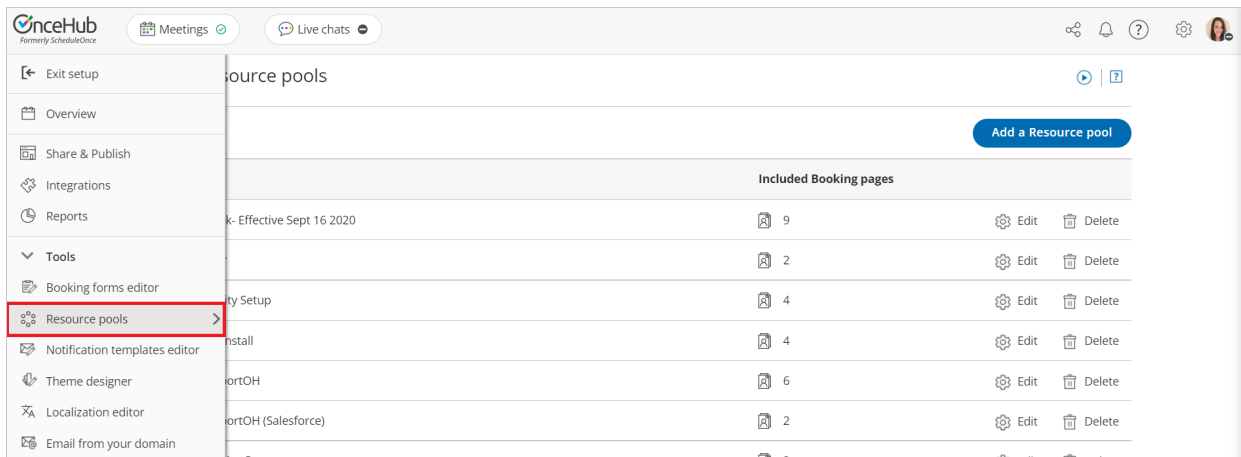 OnceHub
Formerly ScheduleOnce
Meetings
Live chats
?
Exit setup
Overview
Share & Publish
Integrations
Reports
Tools
Booking forms editor
Resource pools
Notification templates editor
Theme designer
Localization editor
Email from your domain
source pools
?
Add a Resource pool
Included Booking pages
k- Effective Sept 16 2020 9 Edit Delete
2 Edit Delete
ity Setup 4 Edit Delete
nstall 4 Edit Delete
ortOH 6 Edit Delete
ortOH (Salesforce) 2 Edit Delete